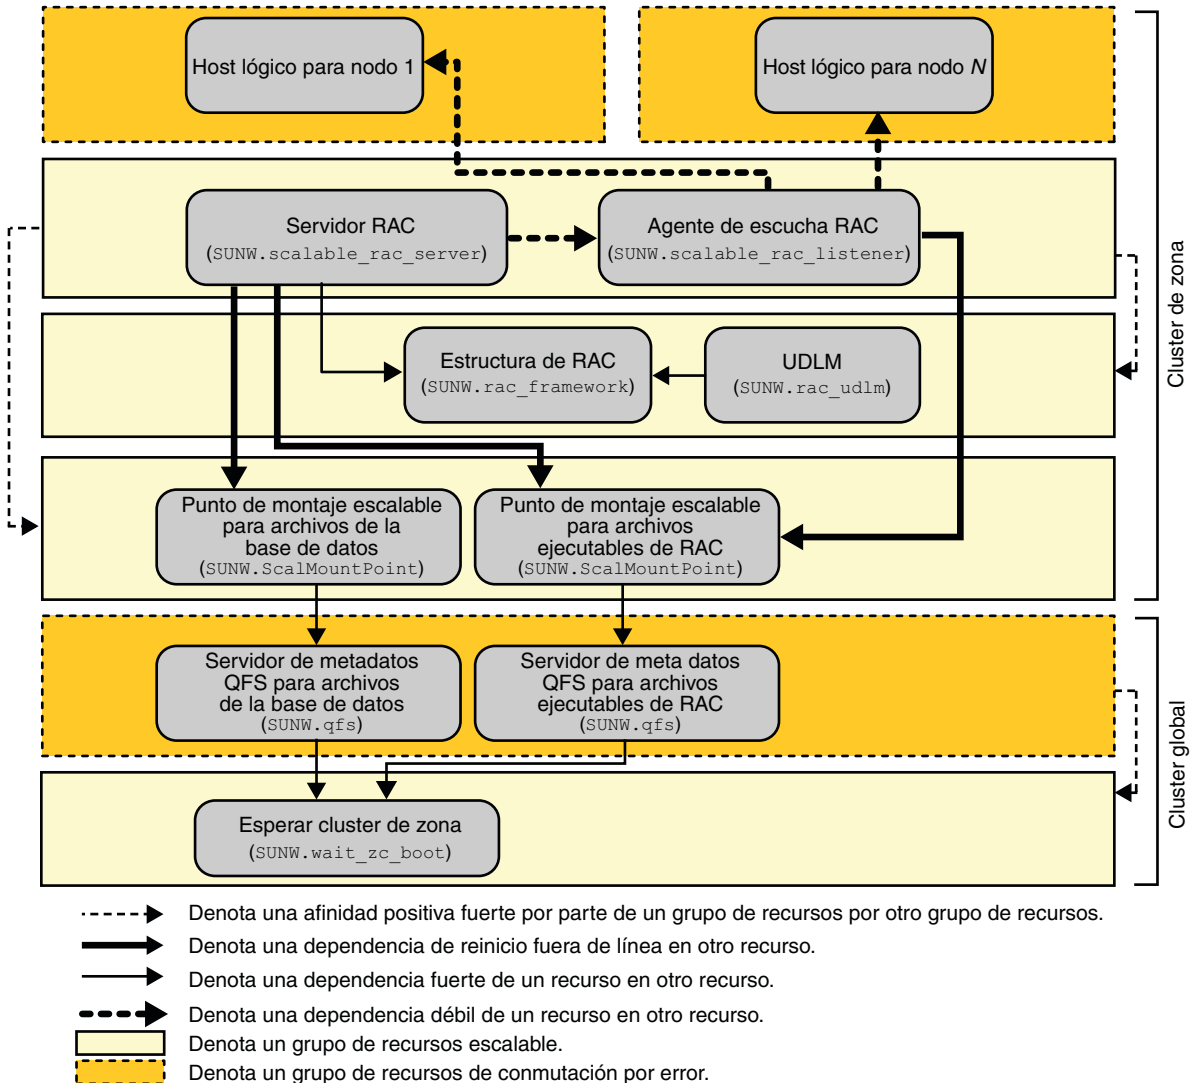 Host lógico para nodo 1
Host lógico para nodo N
Servidor RAC
(SUNW.scalable_rac_server)
Agente de escucha RAC
(SUNW.scalable_rac_listener)
Estructura de RAC
(SUNW.rac_framework)
UDLM
(SUNW.rac_udlm)
Punto de montaje escalable
para archivos de la
base de datos
(SUNW.ScalMountPoint)
Punto de montaje escalable
para archivos
ejecutables de RAC
(SUNW.ScalMountPoint)
Cluster de zona
Servidor de metadatos
QFS para archivos
de la base de datos
(SUNW.qfs)
Servidor de meta datos
QFS para archivos
ejecutables de RAC
(SUNW.qfs)
Esperar cluster de zona
(SUNW.wait_zc_boot)
Cluster global
Denota una afinidad positiva fuerte por parte de un grupo de recursos por otro grupo de recursos.
Denota una dependencia de reinicio fuera de línea en otro recurso.
Denota una dependencia fuerte de un recurso en otro recurso.
Denota una dependencia débil de un recurso en otro recurso.
Denota un grupo de recursos escalable.
Denota un grupo de recursos de conmutación por error.